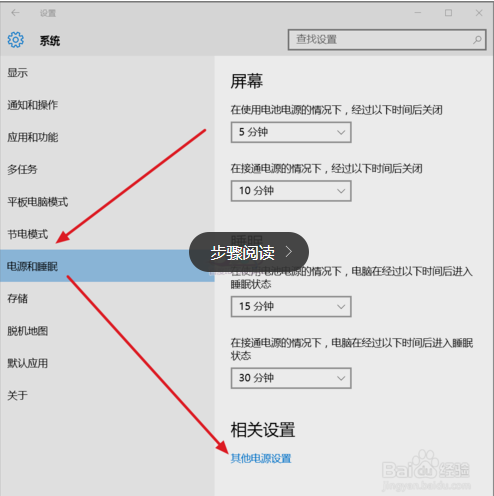 设置
系统
查找设置
显示
通知和操作
应用和功能
多任务
平板电脑模式
节电模式
电源和睡眠
存储
脱机地图
默认应用
关于
屏幕
在使用电池电源的情况下，经过以下时间后关闭
5 分钟
在接通电源的情况下，经过以下时间后关闭
10 分钟
步骤阅读
在使用电池电源的情况下，电脑在经过以下时间后进入
睡眠状态
15 分钟
在接通电源的情况下，电脑在经过以下时间后进入睡眠
状态
30 分钟
相关设置
其他电源设置
Baidu 经验
jingyan.baidu.com